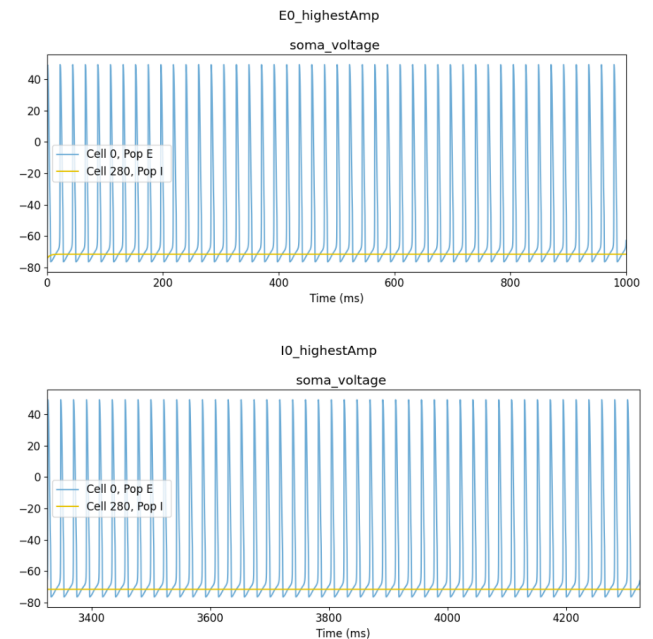 E0_highestAmp
soma_voltage
40
20
0
−20
−40
−60
−80
Cell 0, Pop E
Cell 280, Pop I
0 200 400 600 800 1000
Time (ms)
I0_highestAmp
soma_voltage
40
20
0
−20
−40
−60
−80
Cell 0, Pop E
Cell 280, Pop I
3400 3600 3800 4000 4200
Time (ms)